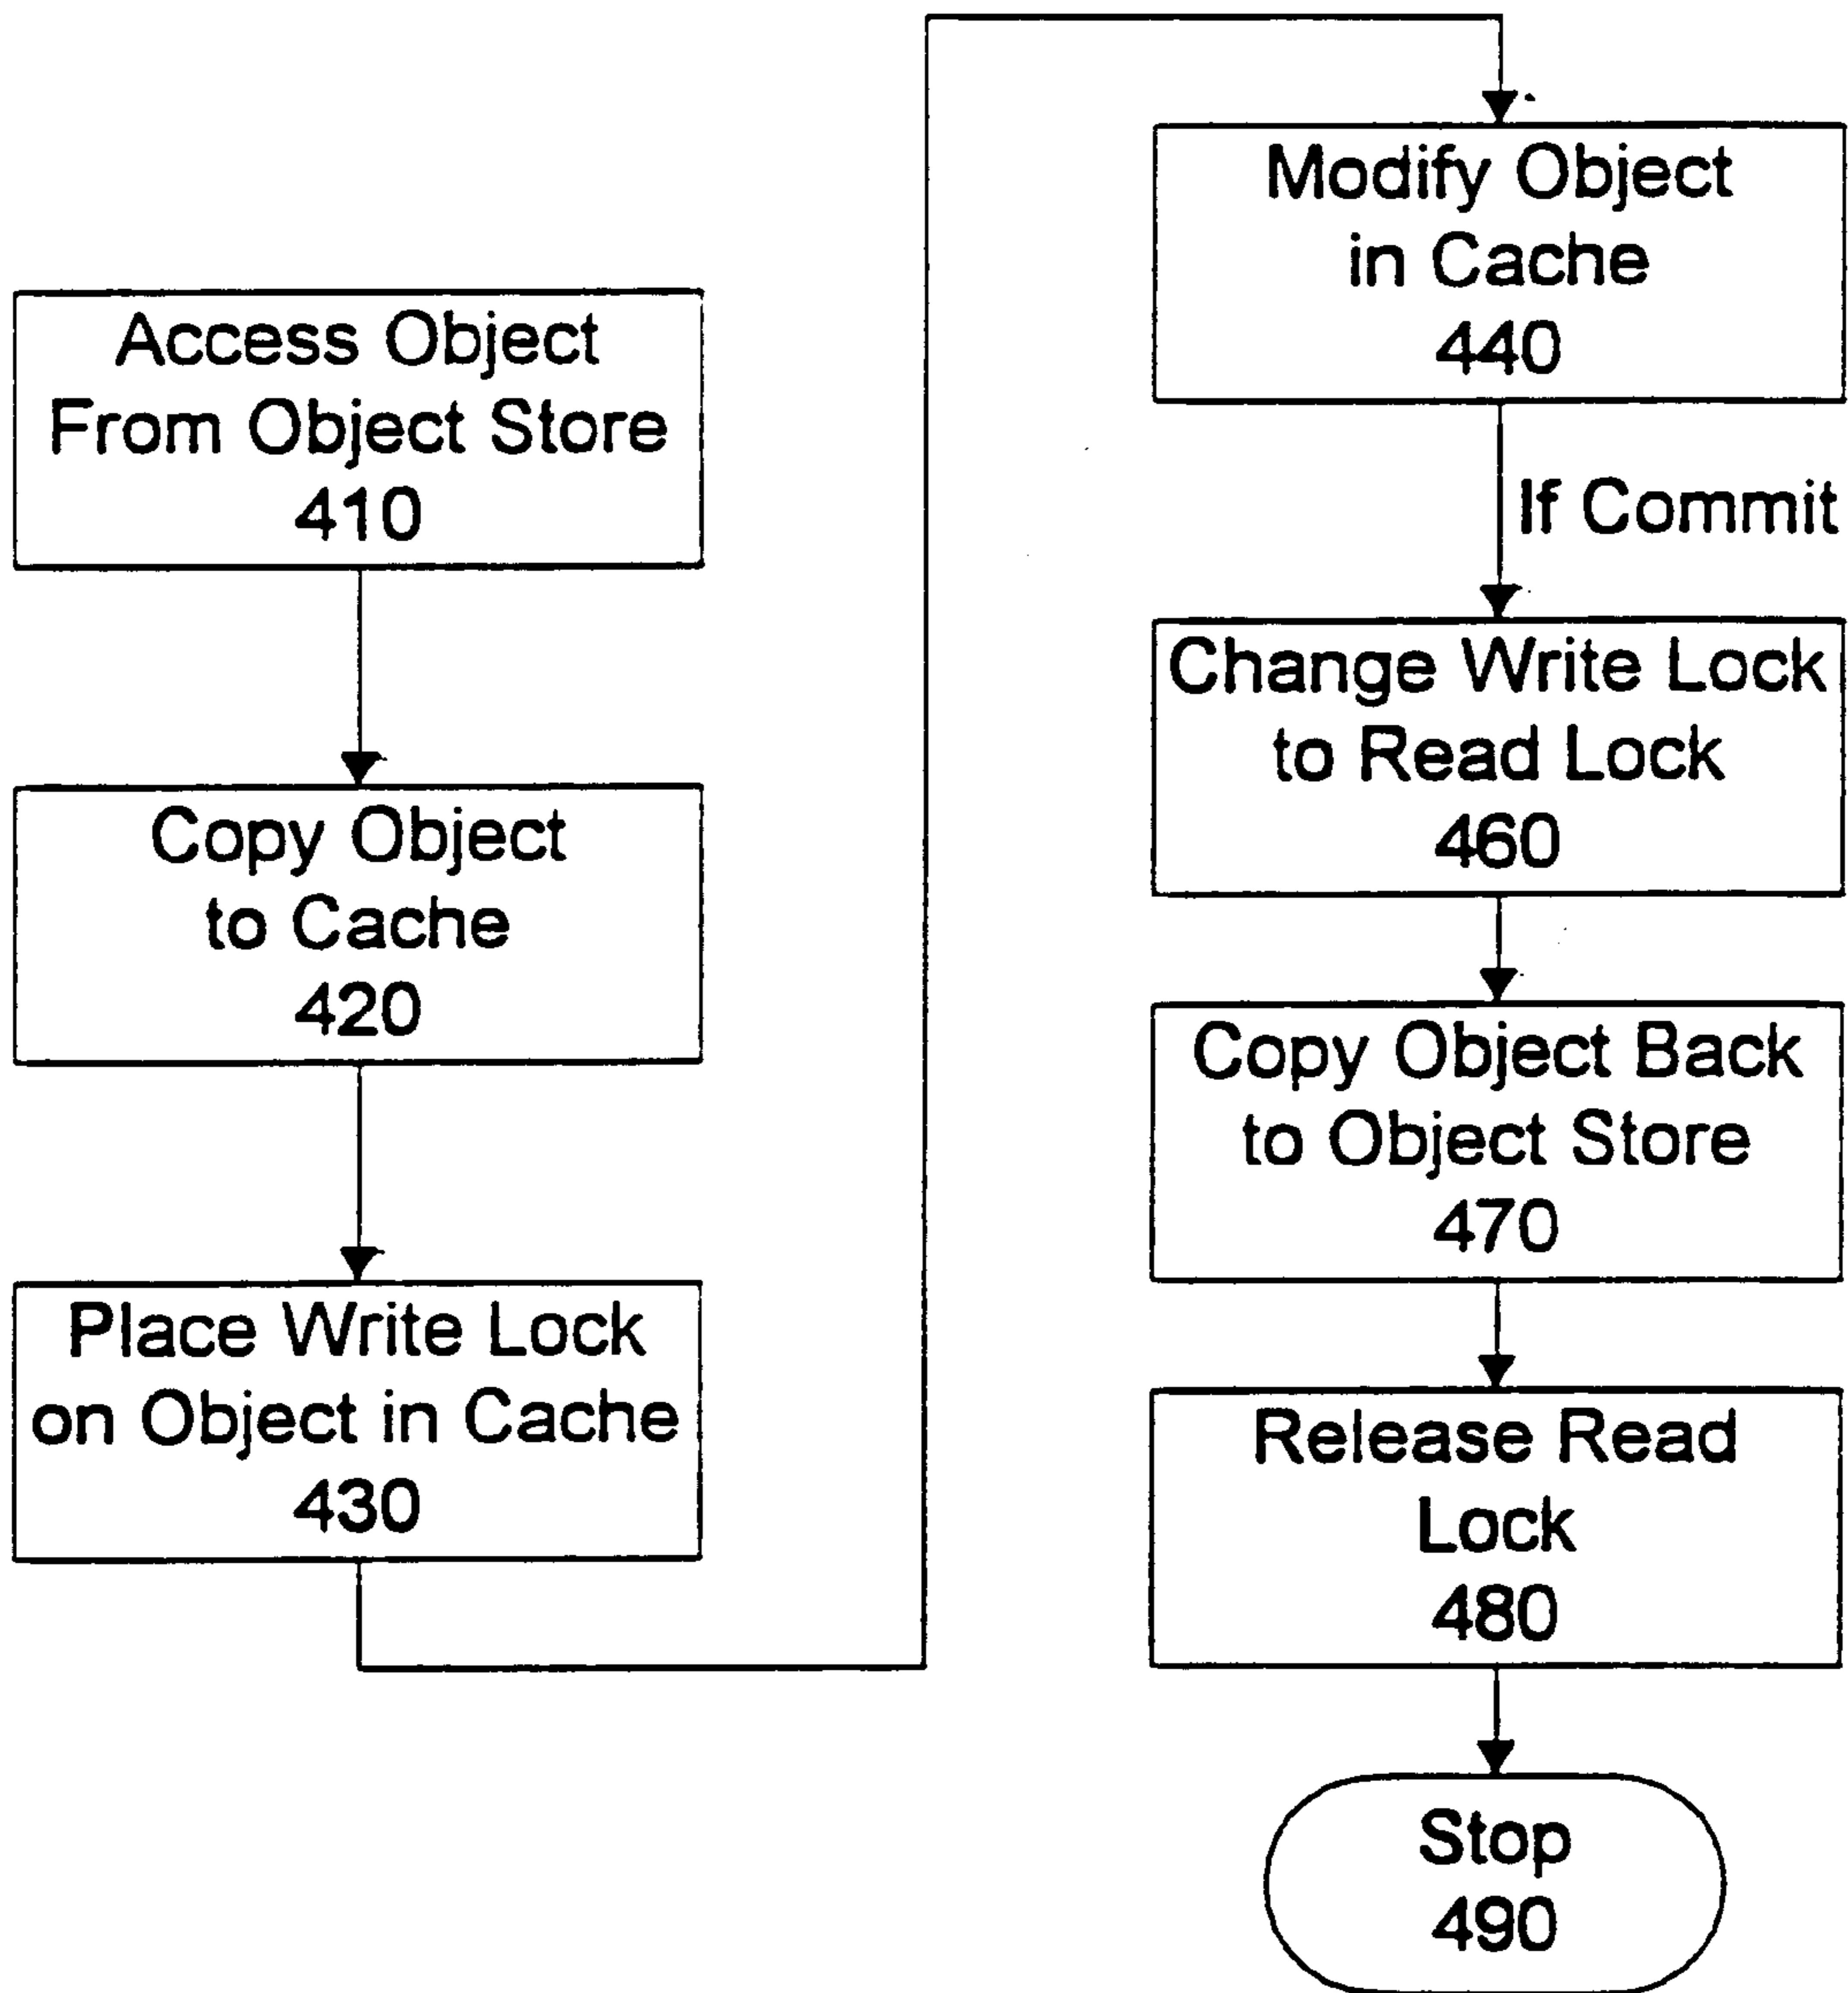 Access Object
From Object Store
410
Copy Object
to Cache
420
Place Write Lock
on Object in Cache
430
Modify Object
in Cache
440
If Commit
Change Write Lock
to Read Lock
460
Copy Object Back
to Object Store
470
Release Read
Lock
480
Stop
490